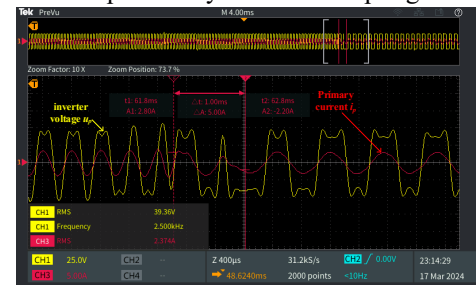 Tek PreVu
M 4.00ms
Zoom Factor: 10 X Zoom Position: 73.7 %
t1: 61.8ms Δt: 1.00ms t2: 62.8ms
A1: 2.80A △A: 5.00A A2: -2.20A
inverter
voltage up
Primary
current ip
CH1 RMS 39.36V
CH1 Frequency 2.500kHz
CH3 RMS 2.374A
CH1 25.0V CH2 Z 400μs 31.2kS/s CH2 / 0.00V 23:14:29
CH3 CH4 48.6240ms 2000 points <10Hz 17 Mar 2024